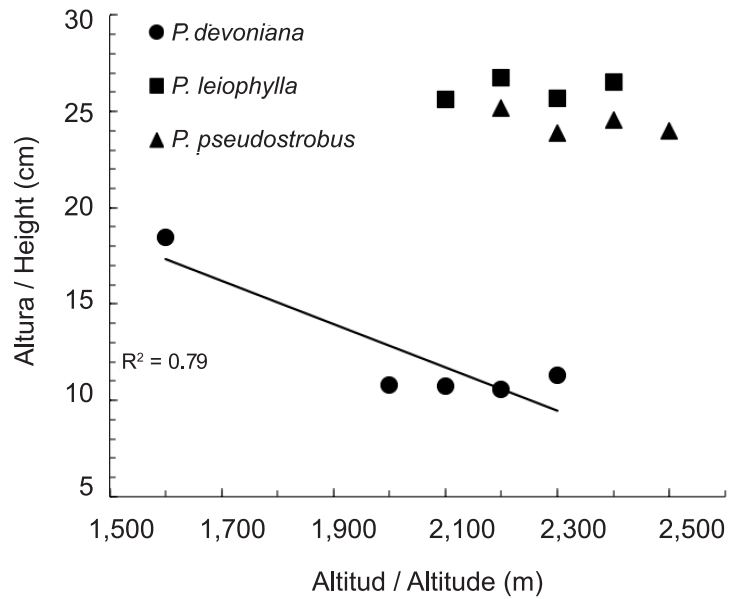 30
25
20
15
10
5
Altura / Height (cm)
P. devoniana
P. leiophylla
P. pseudostrobus
R² = 0.79
1,500 1,700 1,900 2,100 2,300 2,500
Altitud / Altitude (m)